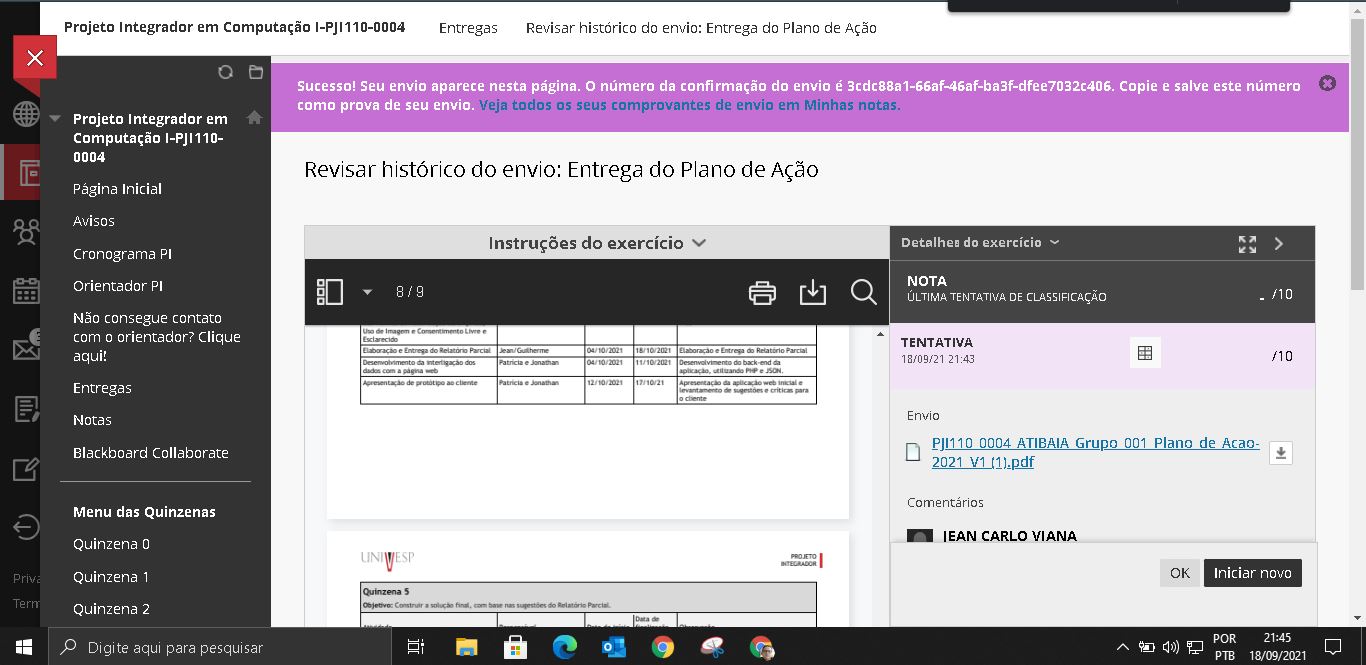 Projeto Integrador em Computação I-PJI110-0004
Entregas
Revisar histórico do envio: Entrega do Plano de Ação
Sucesso! Seu envio aparece nesta página. O número da confirmação do envio é 3cdc88a1-66af-46af-ba3f-dfee7032c406. Copie e salve este número
como prova de seu envio. Veja todos os seus comprovantes de envio em Minhas notas.
Projeto Integrador em
Computação I-PJI110-
0004
Página Inicial
Avisos
Cronograma PI
Orientador PI
Não consegue contato
com o orientador? Clique
aqui!
Entregas
Notas
Blackboard Collaborate
Menu das Quinzenas
Quinzena 0
Quinzena 1
Quinzena 2
Priva
Term
Revisar histórico do envio: Entrega do Plano de Ação
Instruções do exercício
8 / 9
Uso de Imagem e Consentimento Livre e
Esclarecido
Elaboração e Entrega do Relatório Parcial Jean/Guilherme 04/10/2021 18/10/2021 Elaboração e Entrega do Relatório Parcial
Desenvolvimento da interligação dos Patricia e Jonathan 04/10/2021 11/10/2021 Desenvolvimento do back-end da
dados com a página web aplicação, utilizando PHP e JSON.
Apresentação de protótipo ao cliente Patricia e Jonathan 12/10/2021 17/10/21 Apresentação da aplicação web inicial e
levantamento de sugestões e críticas para
o cliente
UNIVESP
PROJETO
INTEGRADOR
Quinzena 5
Objetivo: Construir a solução final, com base nas sugestões do Relatório Parcial.
Data de
Detalhes do exercício
NOTA
ÚLTIMA TENTATIVA DE CLASSIFICAÇÃO
- /10
TENTATIVA
18/09/21 21:43
/10
Envio
PJI110_0004_ATIBAIA_Grupo_001_Plano_de_Acao-
2021_V1 (1).pdf
Comentários
JEAN CARLO VIANA
OK
Iniciar novo
Digite aqui para pesquisar
POR
PTB
21:45
18/09/2021